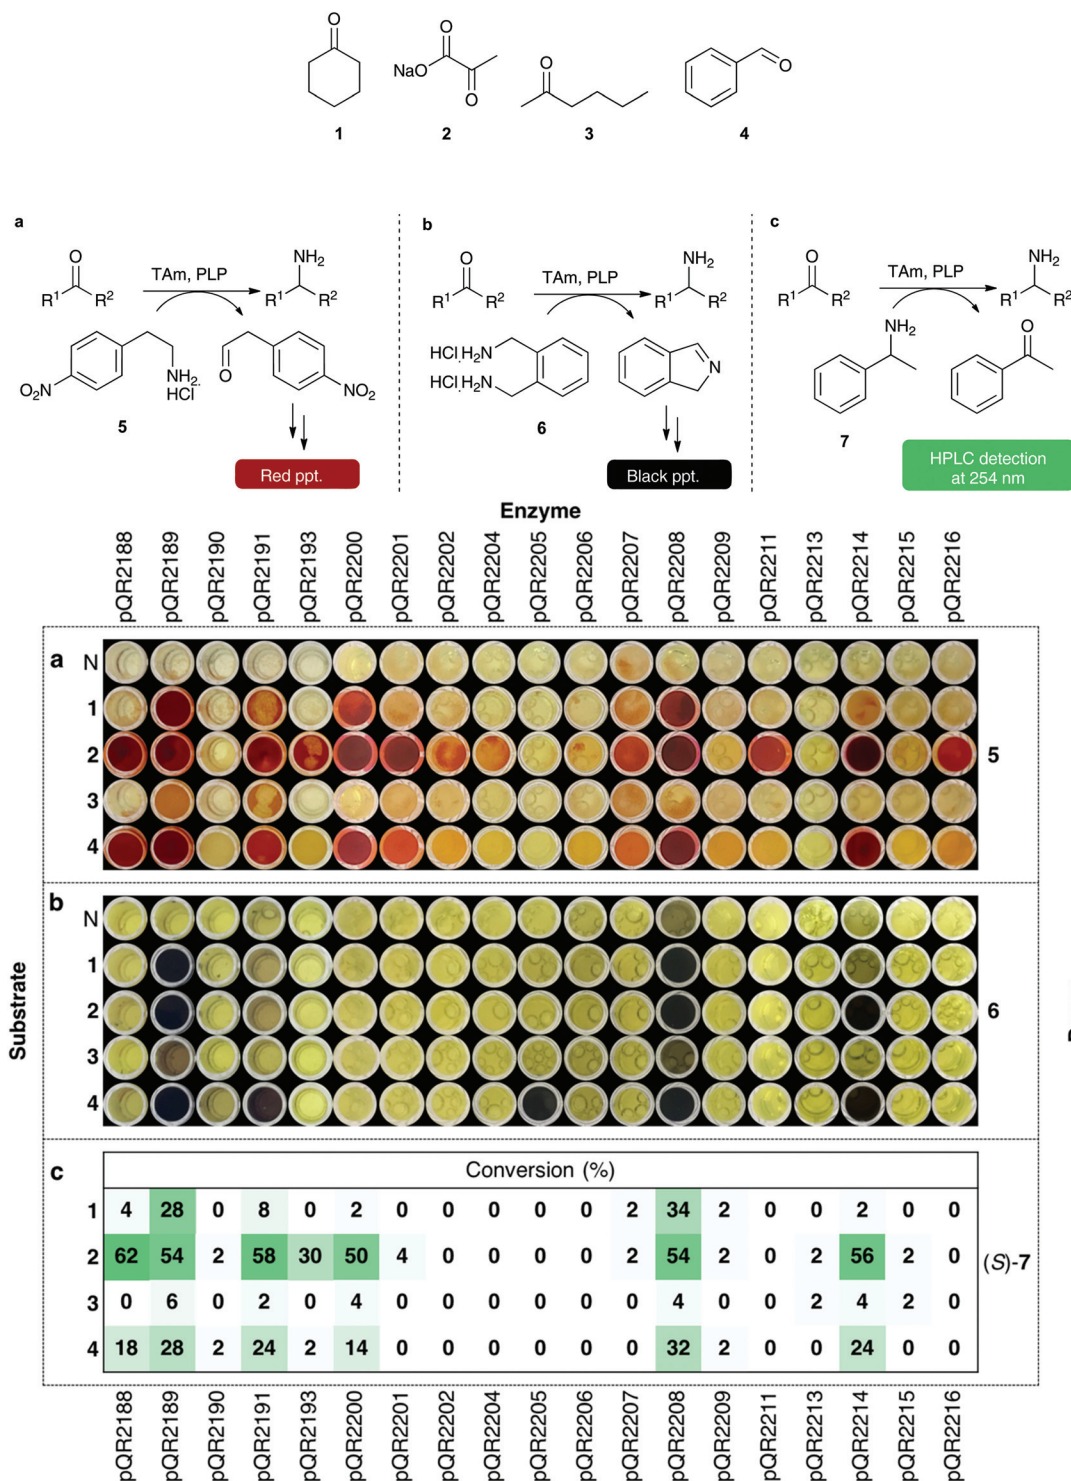 O
O
NaO
O
O
O
1
2
3
4
a
b
c
O
R¹ R²
TAm, PLP
NH₂
R¹ R²
O₂N
NH₂.
HCl
O
NO₂
5
Red ppt.
O
R¹ R²
TAm, PLP
NH₂
R¹ R²
HCl.H₂N
HCl.H₂N
N
6
Black ppt.
O
R¹ R²
TAm, PLP
NH₂
R¹ R²
NH₂
O
7
HPLC detection
at 254 nm
Enzyme
pQR2188 pQR2189 pQR2190 pQR2191 pQR2193 pQR2200 pQR2201 pQR2202 pQR2204 pQR2205 pQR2206 pQR2207 pQR2208 pQR2209 pQR2211 pQR2213 pQR2214 pQR2215 pQR2216
Substrate
a N
1
2 5
3
4
b N
1
2 6
3
4
c Conversion (%)
1 4 28 0 8 0 2 0 0 0 0 0 2 34 2 0 0 2 0 0
2 62 54 2 58 30 50 4 0 0 0 0 2 54 2 0 2 56 2 0 (S)-7
3 0 6 0 2 0 4 0 0 0 0 0 0 4 0 0 2 4 2 0
4 18 28 2 24 2 14 0 0 0 0 0 0 32 2 0 0 24 0 0
pQR2188 pQR2189 pQR2190 pQR2191 pQR2193 pQR2200 pQR2201 pQR2202 pQR2204 pQR2205 pQR2206 pQR2207 pQR2208 pQR2209 pQR2211 pQR2213 pQR2214 pQR2215 pQR2216